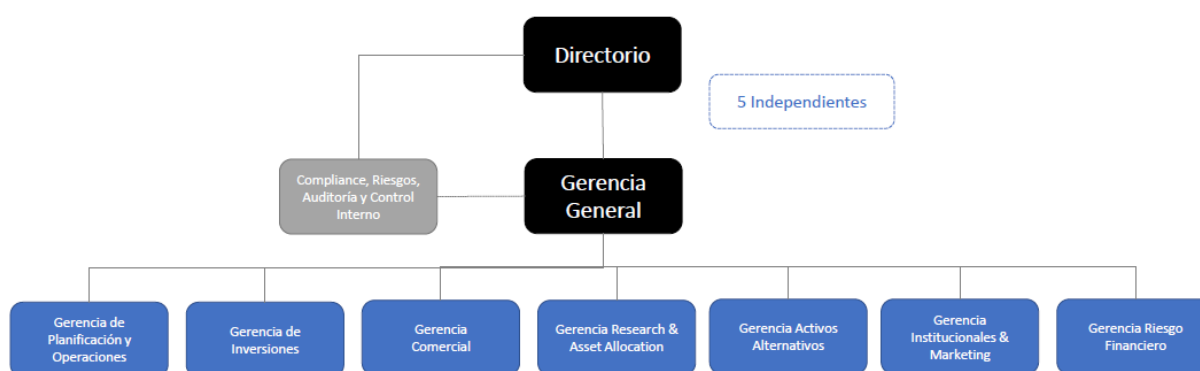 Directorio
5 Independientes
Compliance, Riesgos,
Auditoría y Control
Interno
Gerencia
General
Gerencia de
Planificación y
Operaciones
Gerencia de
Inversiones
Gerencia
Comercial
Gerencia Research &
Asset Allocation
Gerencia Activos
Alternativos
Gerencia
Institucionales &
Marketing
Gerencia Riesgo
Financiero